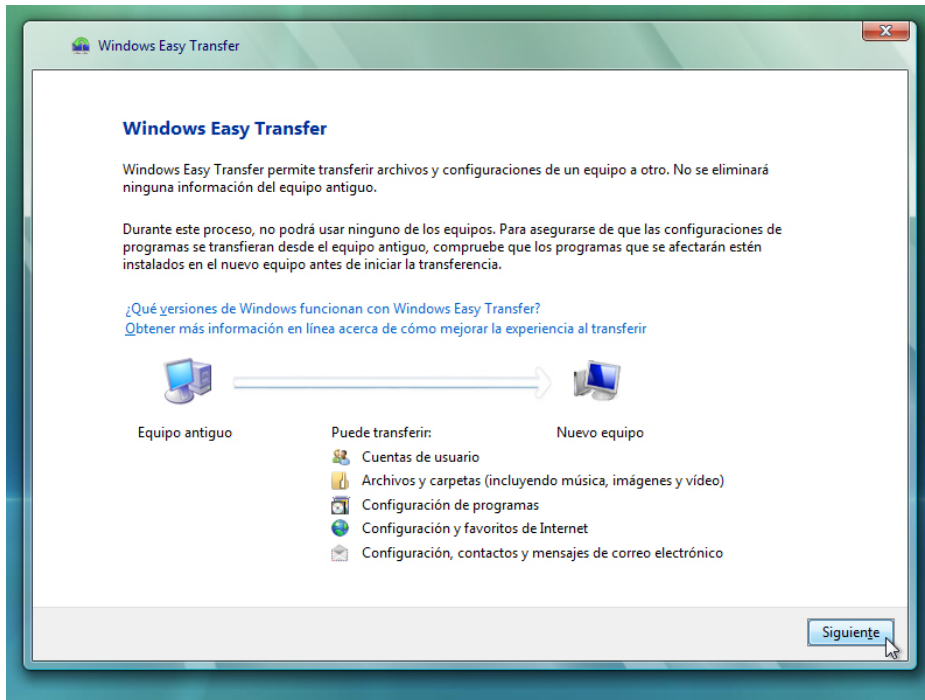 Windows Easy Transfer
Windows Easy Transfer
Windows Easy Transfer permite transferir archivos y configuraciones de un equipo a otro. No se eliminará
ninguna información del equipo antiguo.
Durante este proceso, no podrá usar ninguno de los equipos. Para asegurarse de que las configuraciones de
programas se transfieran desde el equipo antiguo, compruebe que los programas que se afectarán estén
instalados en el nuevo equipo antes de iniciar la transferencia.
¿Qué versiones de Windows funcionan con Windows Easy Transfer?
Obtener más información en línea acerca de cómo mejorar la experiencia al transferir
Equipo antiguo
Puede transferir:
Nuevo equipo
Cuentas de usuario
Archivos y carpetas (incluyendo música, imágenes y vídeo)
Configuración de programas
Configuración y favoritos de Internet
Configuración, contactos y mensajes de correo electrónico
Siguiente